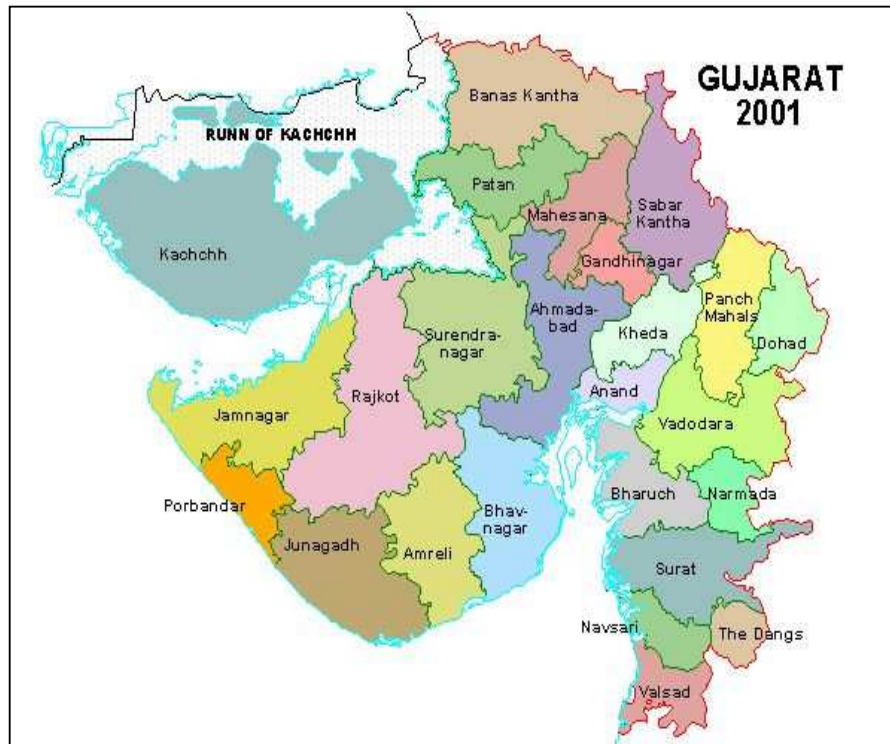 GUJARAT
2001
Banas Kantha
RUNN OF KACHCHH
Patan
Mahesana
Sabar
Kantha
Kachchh
Gandhinagar
Ahmada-
bad
Panch
Mahals
Surendra-
nagar
Kheda
Dohad
Anand
Rajkot
Jamnagar
Vadodara
Porbandar
Bharuch
Narmada
Bhav-
nagar
Junagadh
Amreli
Surat
Navsari
The Dangs
Valsad